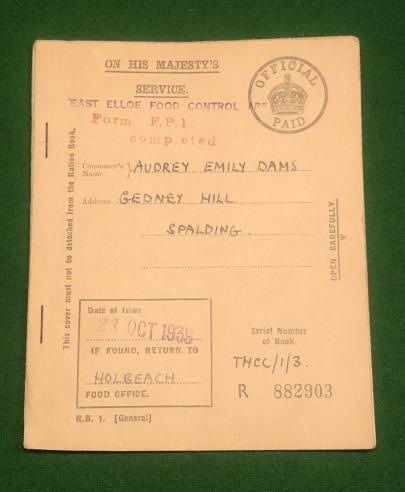 ON HIS MAJESTY'S
SERVICE.
OFFICIAL
PAID
EAST ELLOE FOOD CONTROL
Form F.P.1.
completed
Consumer's Name } AUDREY EMILY DAMS
Address GEDNEY HILL
SPALDING.
This cover must not be detached from the Ration Book.
OPEN CAREFULLY
Date of Issue
23 OCT 1939
IF FOUND, RETURN TO
HOLBEACH
FOOD OFFICE.
Serial Number
of Book.
THCC/1/3.
R 882903
R.B. 1. [General]